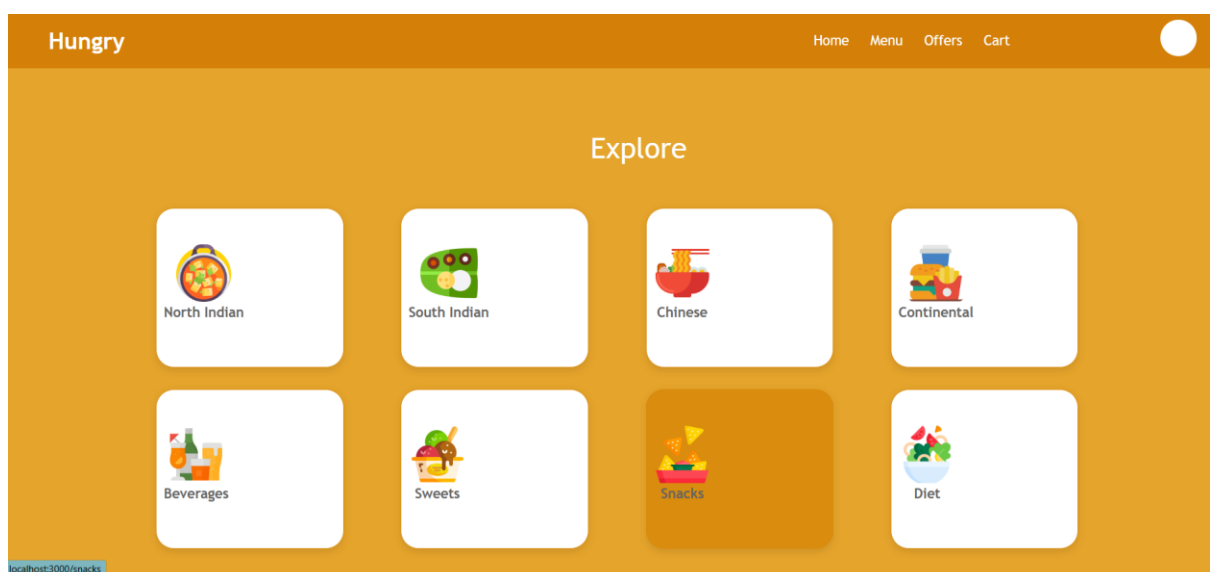 Hungry
Home Menu Offers Cart
Explore
North Indian
South Indian
Chinese
Continental
Beverages
Sweets
Snacks
Diet
localhost:3000/snacks